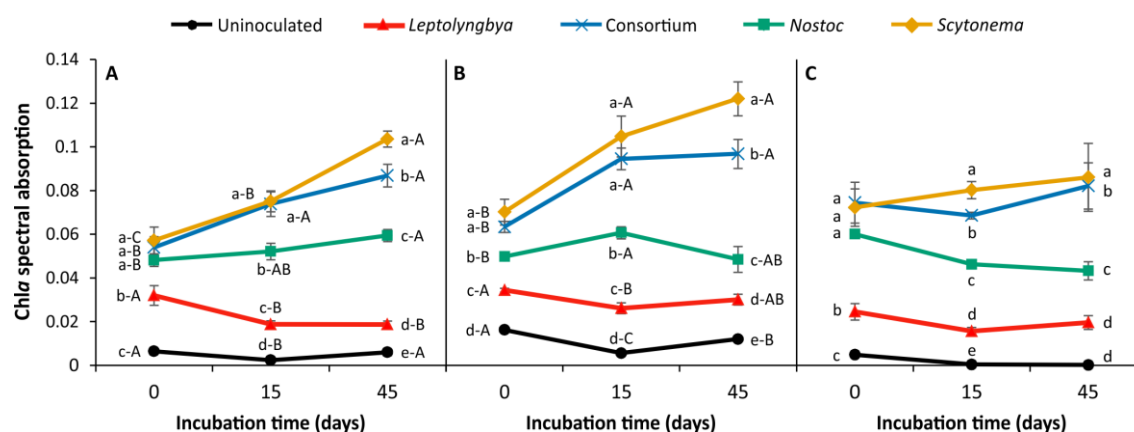 Uninoculated Leptolyngbya Consortium Nostoc Scytonema
Chla spectral absorption
0.14
0.12
0.1
0.08
0.06
0.04
0.02
0
A
a-C
a-B
a-B
b-A
c-A
a-B
a-A
b-AB
c-B
d-B
a-A
b-A
c-A
d-B
e-A
0 15 45
Incubation time (days)
B
a-B
a-B
b-B
c-A
d-A
a-A
a-A
b-A
c-B
d-C
a-A
b-A
c-AB
d-AB
e-B
0 15 45
Incubation time (days)
C
a
a
a
b
c
a
b
c
d
e
a
b
c
d
d
0 15 45
Incubation time (days)